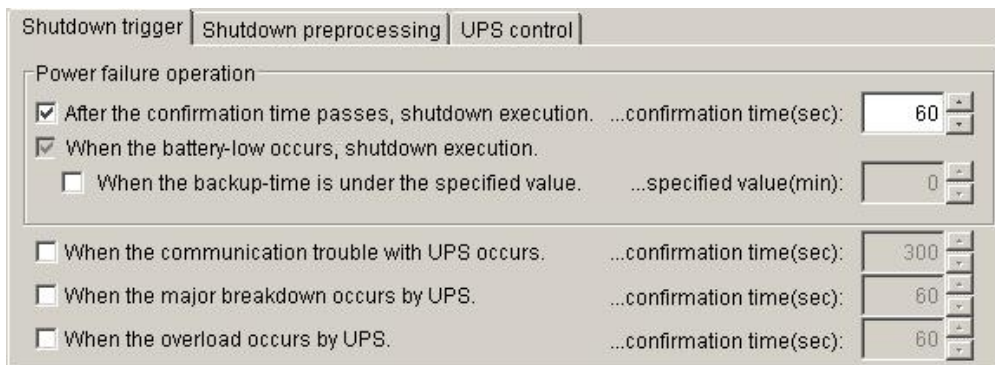 Shutdown trigger Shutdown preprocessing UPS control
Power failure operation
After the confirmation time passes, shutdown execution. ...confirmation time(sec): 60
When the battery-low occurs, shutdown execution.
When the backup-time is under the specified value. ...specified value(min): 0
When the communication trouble with UPS occurs. ...confirmation time(sec): 300
When the major breakdown occurs by UPS. ...confirmation time(sec): 60
When the overload occurs by UPS. ...confirmation time(sec): 60